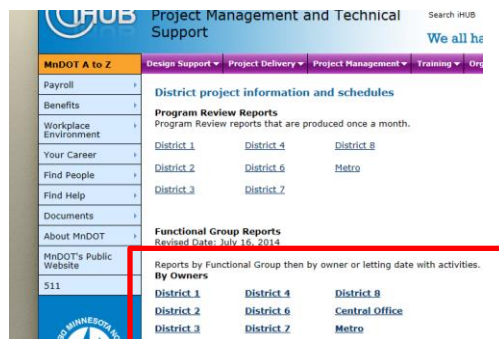 iHUB
Project Management and Technical
Support
Search iHUB
We all ha
MnDOT A to Z
Design Support Project Delivery Project Management Training Org
Payroll
Benefits
Workplace
Environment
Your Career
Find People
Find Help
Documents
About MnDOT
MnDOT's Public
Website
511
District project information and schedules
Program Review Reports
Program Review reports that are produced once a month.
District 1 District 4 District 8
District 2 District 6 Metro
District 3 District 7
Functional Group Reports
Revised Date: July 16, 2014
Reports by Functional Group then by owner or letting date with activities.
By Owners
District 1 District 4 District 8
District 2 District 6 Central Office
District 3 District 7 Metro
MINNESOTA